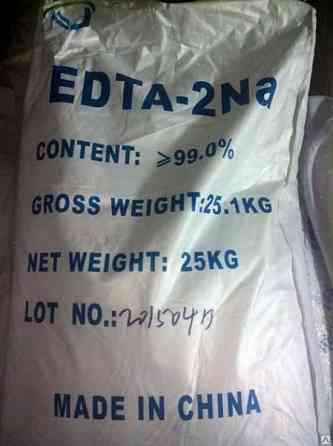 EDTA-2Na
CONTENT: ≥99.0%
GROSS WEIGHT:25.1KG
NET WEIGHT: 25KG
LOT NO.:
MADE IN CHINA